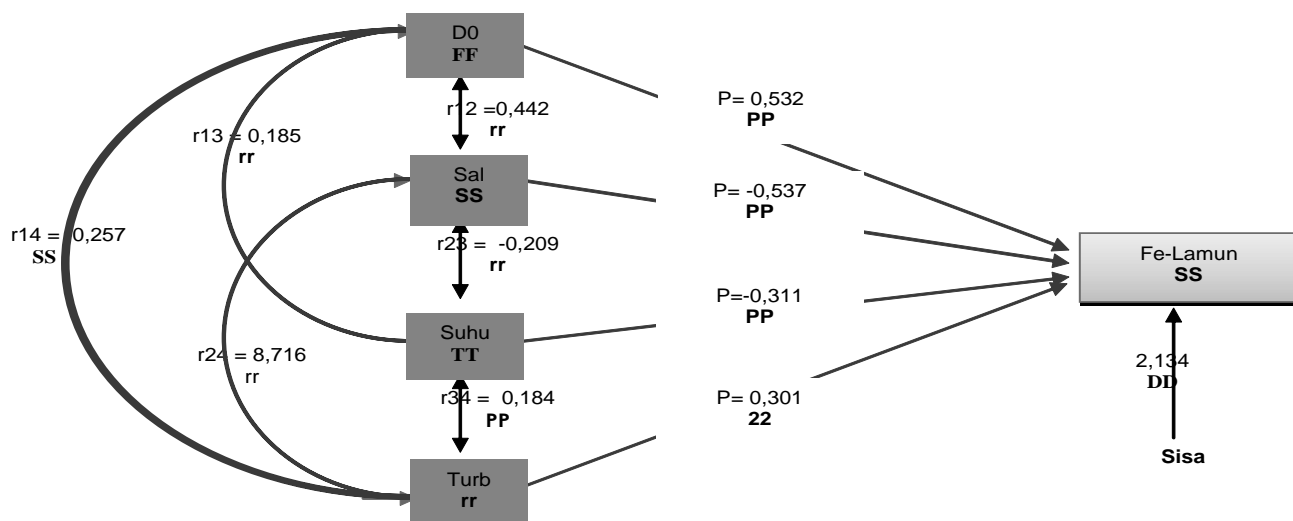 D0
FF
r12 =0,442
rr
r13 = 0,185
rr
Sal
SS
r14 = 0,257
SS
r23 = -0,209
rr
Suhu
TT
r24 = 8,716
rr
r34 = 0,184
PP
Turb
rr
P= 0,532
PP
P= -0,537
PP
P=-0,311
PP
P= 0,301
22
Fe-Lamun
SS
2,134
DD
Sisa